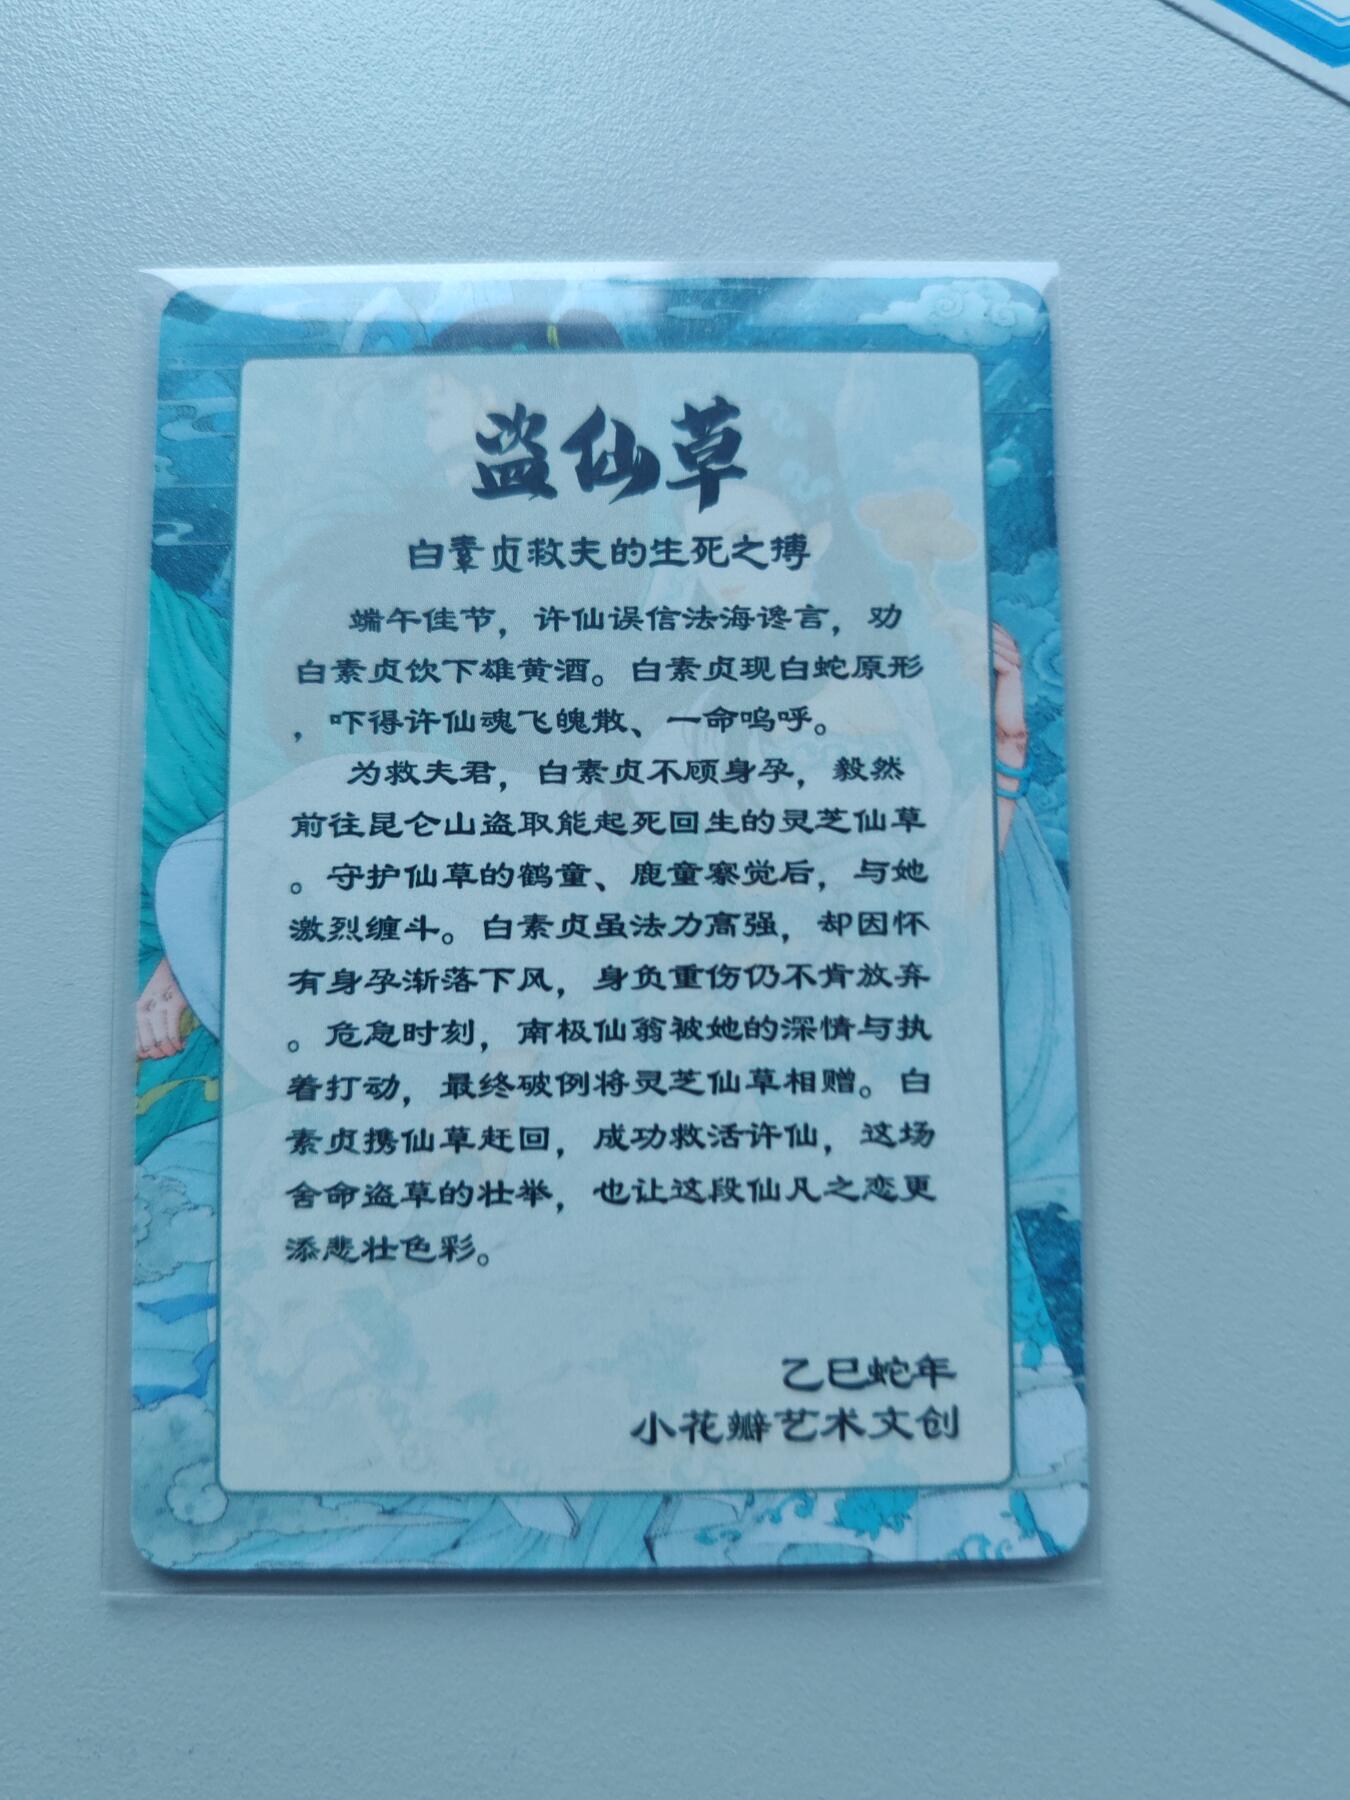 盗仙草
白素贞救夫的生死之搏
端午佳节，许仙误信法海谗言，劝
白素贞饮下雄黄酒。白素贞现白蛇原形
，吓得许仙魂飞魄散、一命呜呼。
为救夫君，白素贞不顾身孕，毅然
前往昆仑山盗取能起死回生的灵芝仙草
。守护仙草的鹤童、鹿童察觉后，与她
激烈缠斗。白素贞虽法力高强，却因怀
有身孕渐落下风，身负重伤仍不肯放弃
。危急时刻，南极仙翁被她的深情与执
着打动，最终破例将灵芝仙草相赠。白
素贞携仙草赶回，成功救活许仙，这场
舍命盗草的壮举，也让这段仙凡之恋更
添悲壮色彩。
乙巳蛇年
小花瓣艺术文创